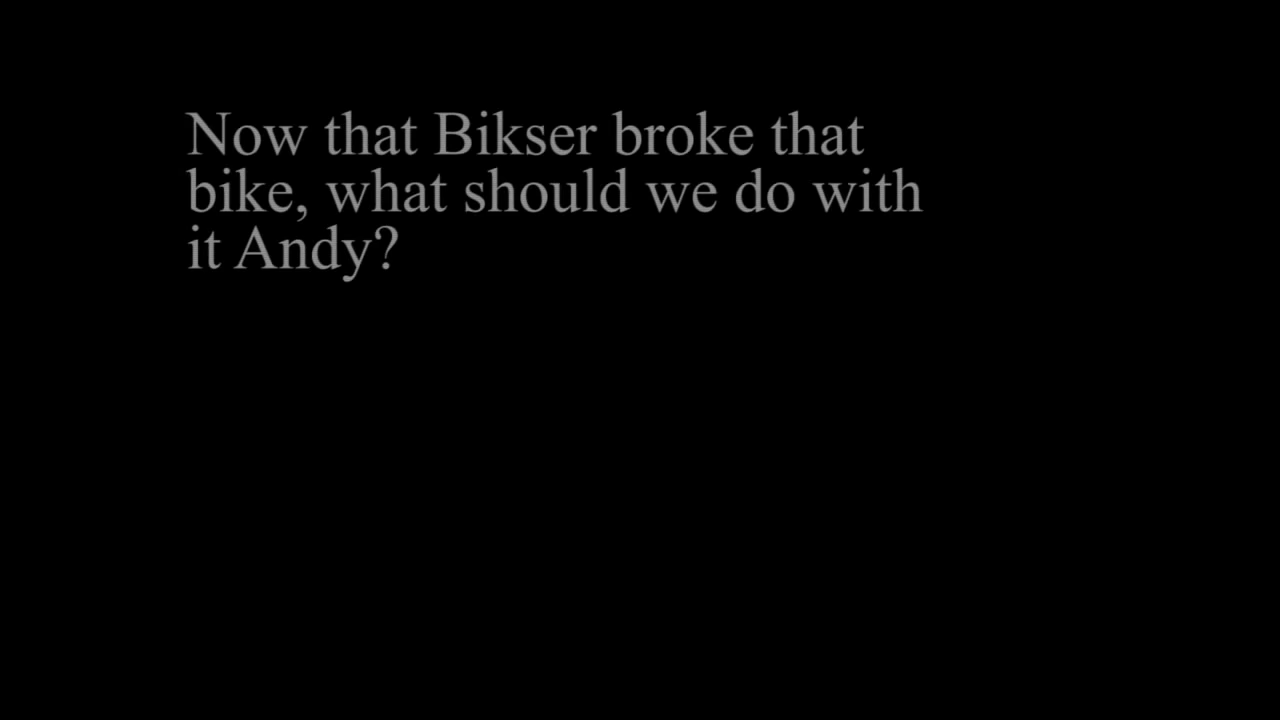 Now that Bikser broke that
bike, what should we do with
it Andy?